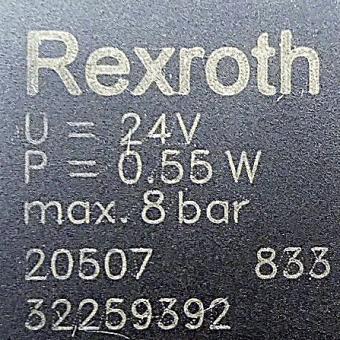 Rexroth
U = 24V
P = 0.55 W
max. 8 bar
20507 833
32259392